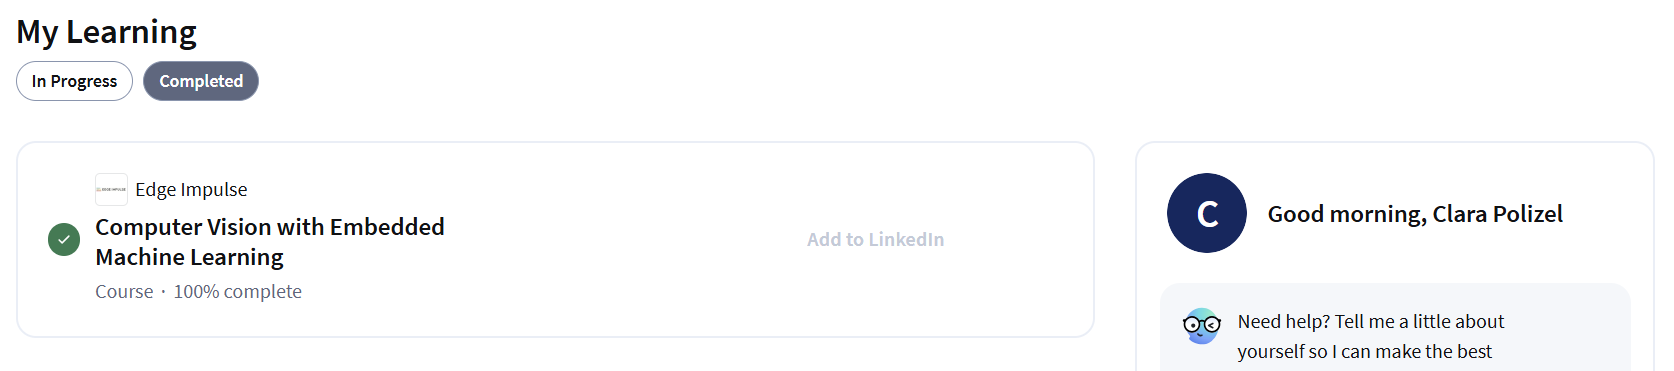 My Learning
In Progress
Completed
Edge Impulse
Computer Vision with Embedded
Machine Learning
Course · 100% complete
Add to LinkedIn
C
Good morning, Clara Polizel
Need help? Tell me a little about
yourself so I can make the best